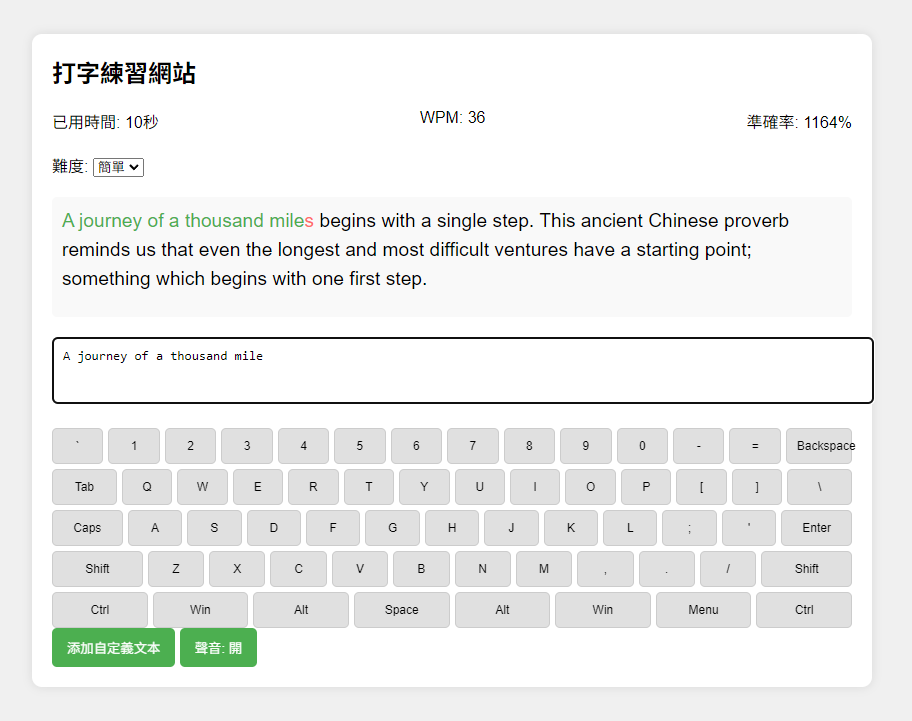 打字練習網站
已用時間: 10秒 WPM: 36 準確率: 1164%
難度: 簡單
A journey of a thousand miles begins with a single step. This ancient Chinese proverb
reminds us that even the longest and most difficult ventures have a starting point;
something which begins with one first step.
A journey of a thousand mile
` 1 2 3 4 5 6 7 8 9 0 - = Backspace
Tab Q W E R T Y U I O P [ ] \
Caps A S D F G H J K L ; ' Enter
Shift Z X C V B N M , . / Shift
Ctrl Win Alt Space Alt Win Menu Ctrl
添加自定義文本 聲音: 開